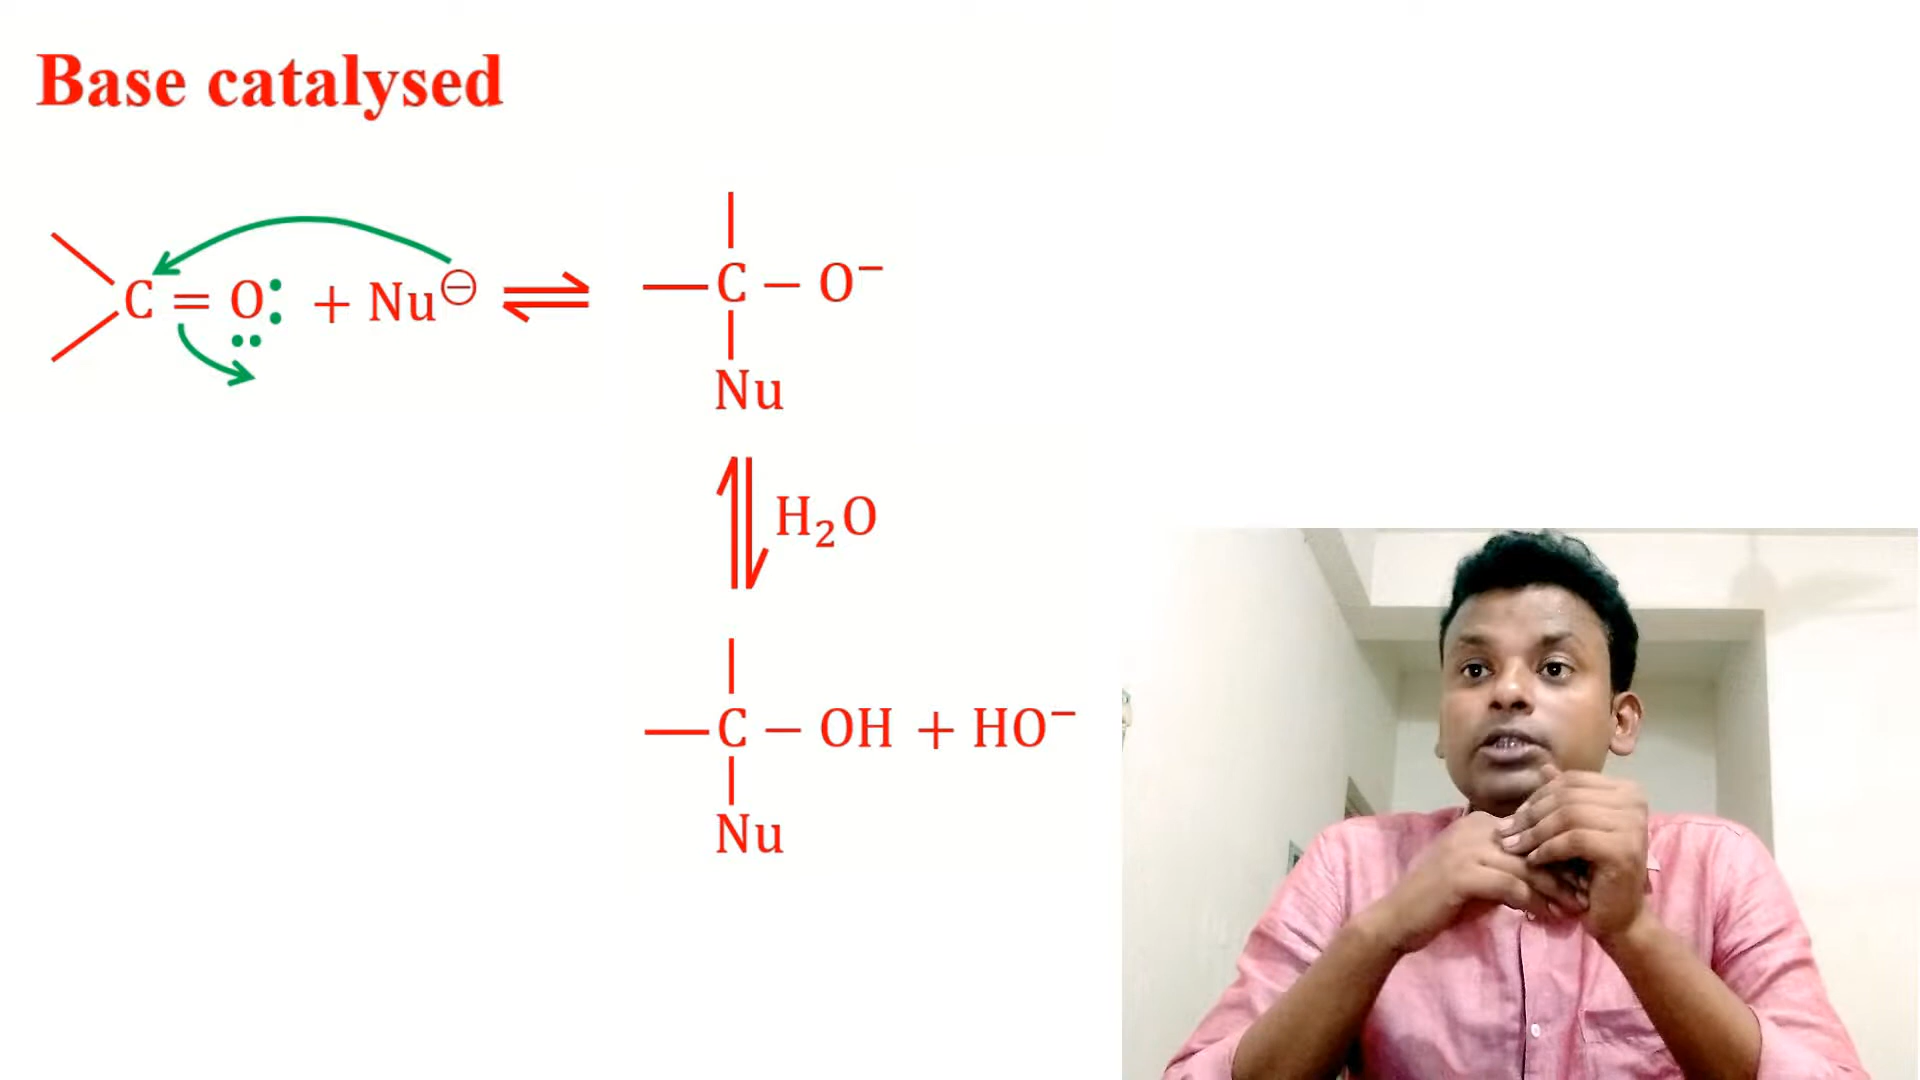 Base catalysed
C = O: + Nu⊖ ⇌ C − O⁻
Nu
H₂O
C − OH + HO⁻
Nu